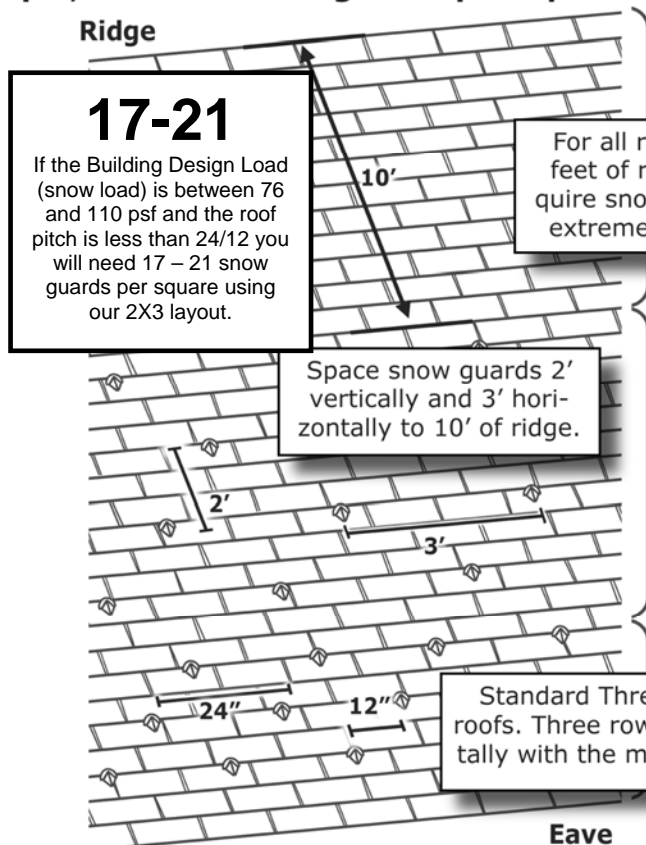 Ridge
17-21
If the Building Design Load
(snow load) is between 76
and 110 psf and the roof
pitch is less than 24/12 you
will need 17 – 21 snow
guards per square using
our 2X3 layout.
10’
For all
feet of
quire
extreme
Space snow guards 2’
vertically and 3’ hori-
zontally to 10’ of ridge.
2’
3’
24”
12”
Standard
roofs. Three
tally with the
Eave